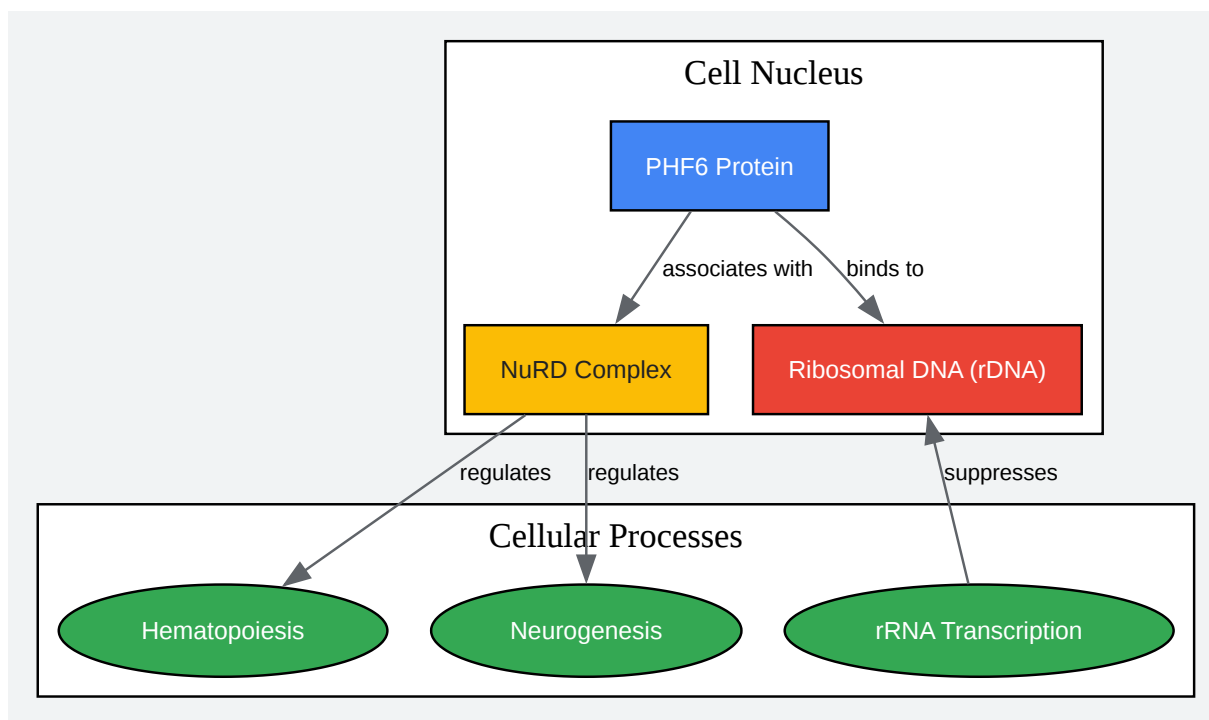 Cell Nucleus
PHF6 Protein
associates with
binds to
NuRD Complex
Ribosomal DNA (rDNA)
regulates
regulates
suppresses
Cellular Processes
Hematopoiesis
Neurogenesis
rRNA Transcription